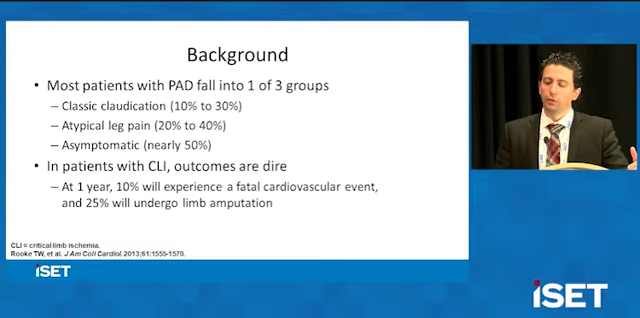 Background
• Most patients with PAD fall into 1 of 3 groups
– Classic claudication (10% to 30%)
– Atypical leg pain (20% to 40%)
– Asymptomatic (nearly 50%)
• In patients with CLI, outcomes are dire
– At 1 year, 10% will experience a fatal cardiovascular event,
and 25% will undergo limb amputation
CLI = critical limb ischemia.
Rooke TW, et al. J Am Coll Cardiol. 2013;61:1555-1570.
iSET
iSET